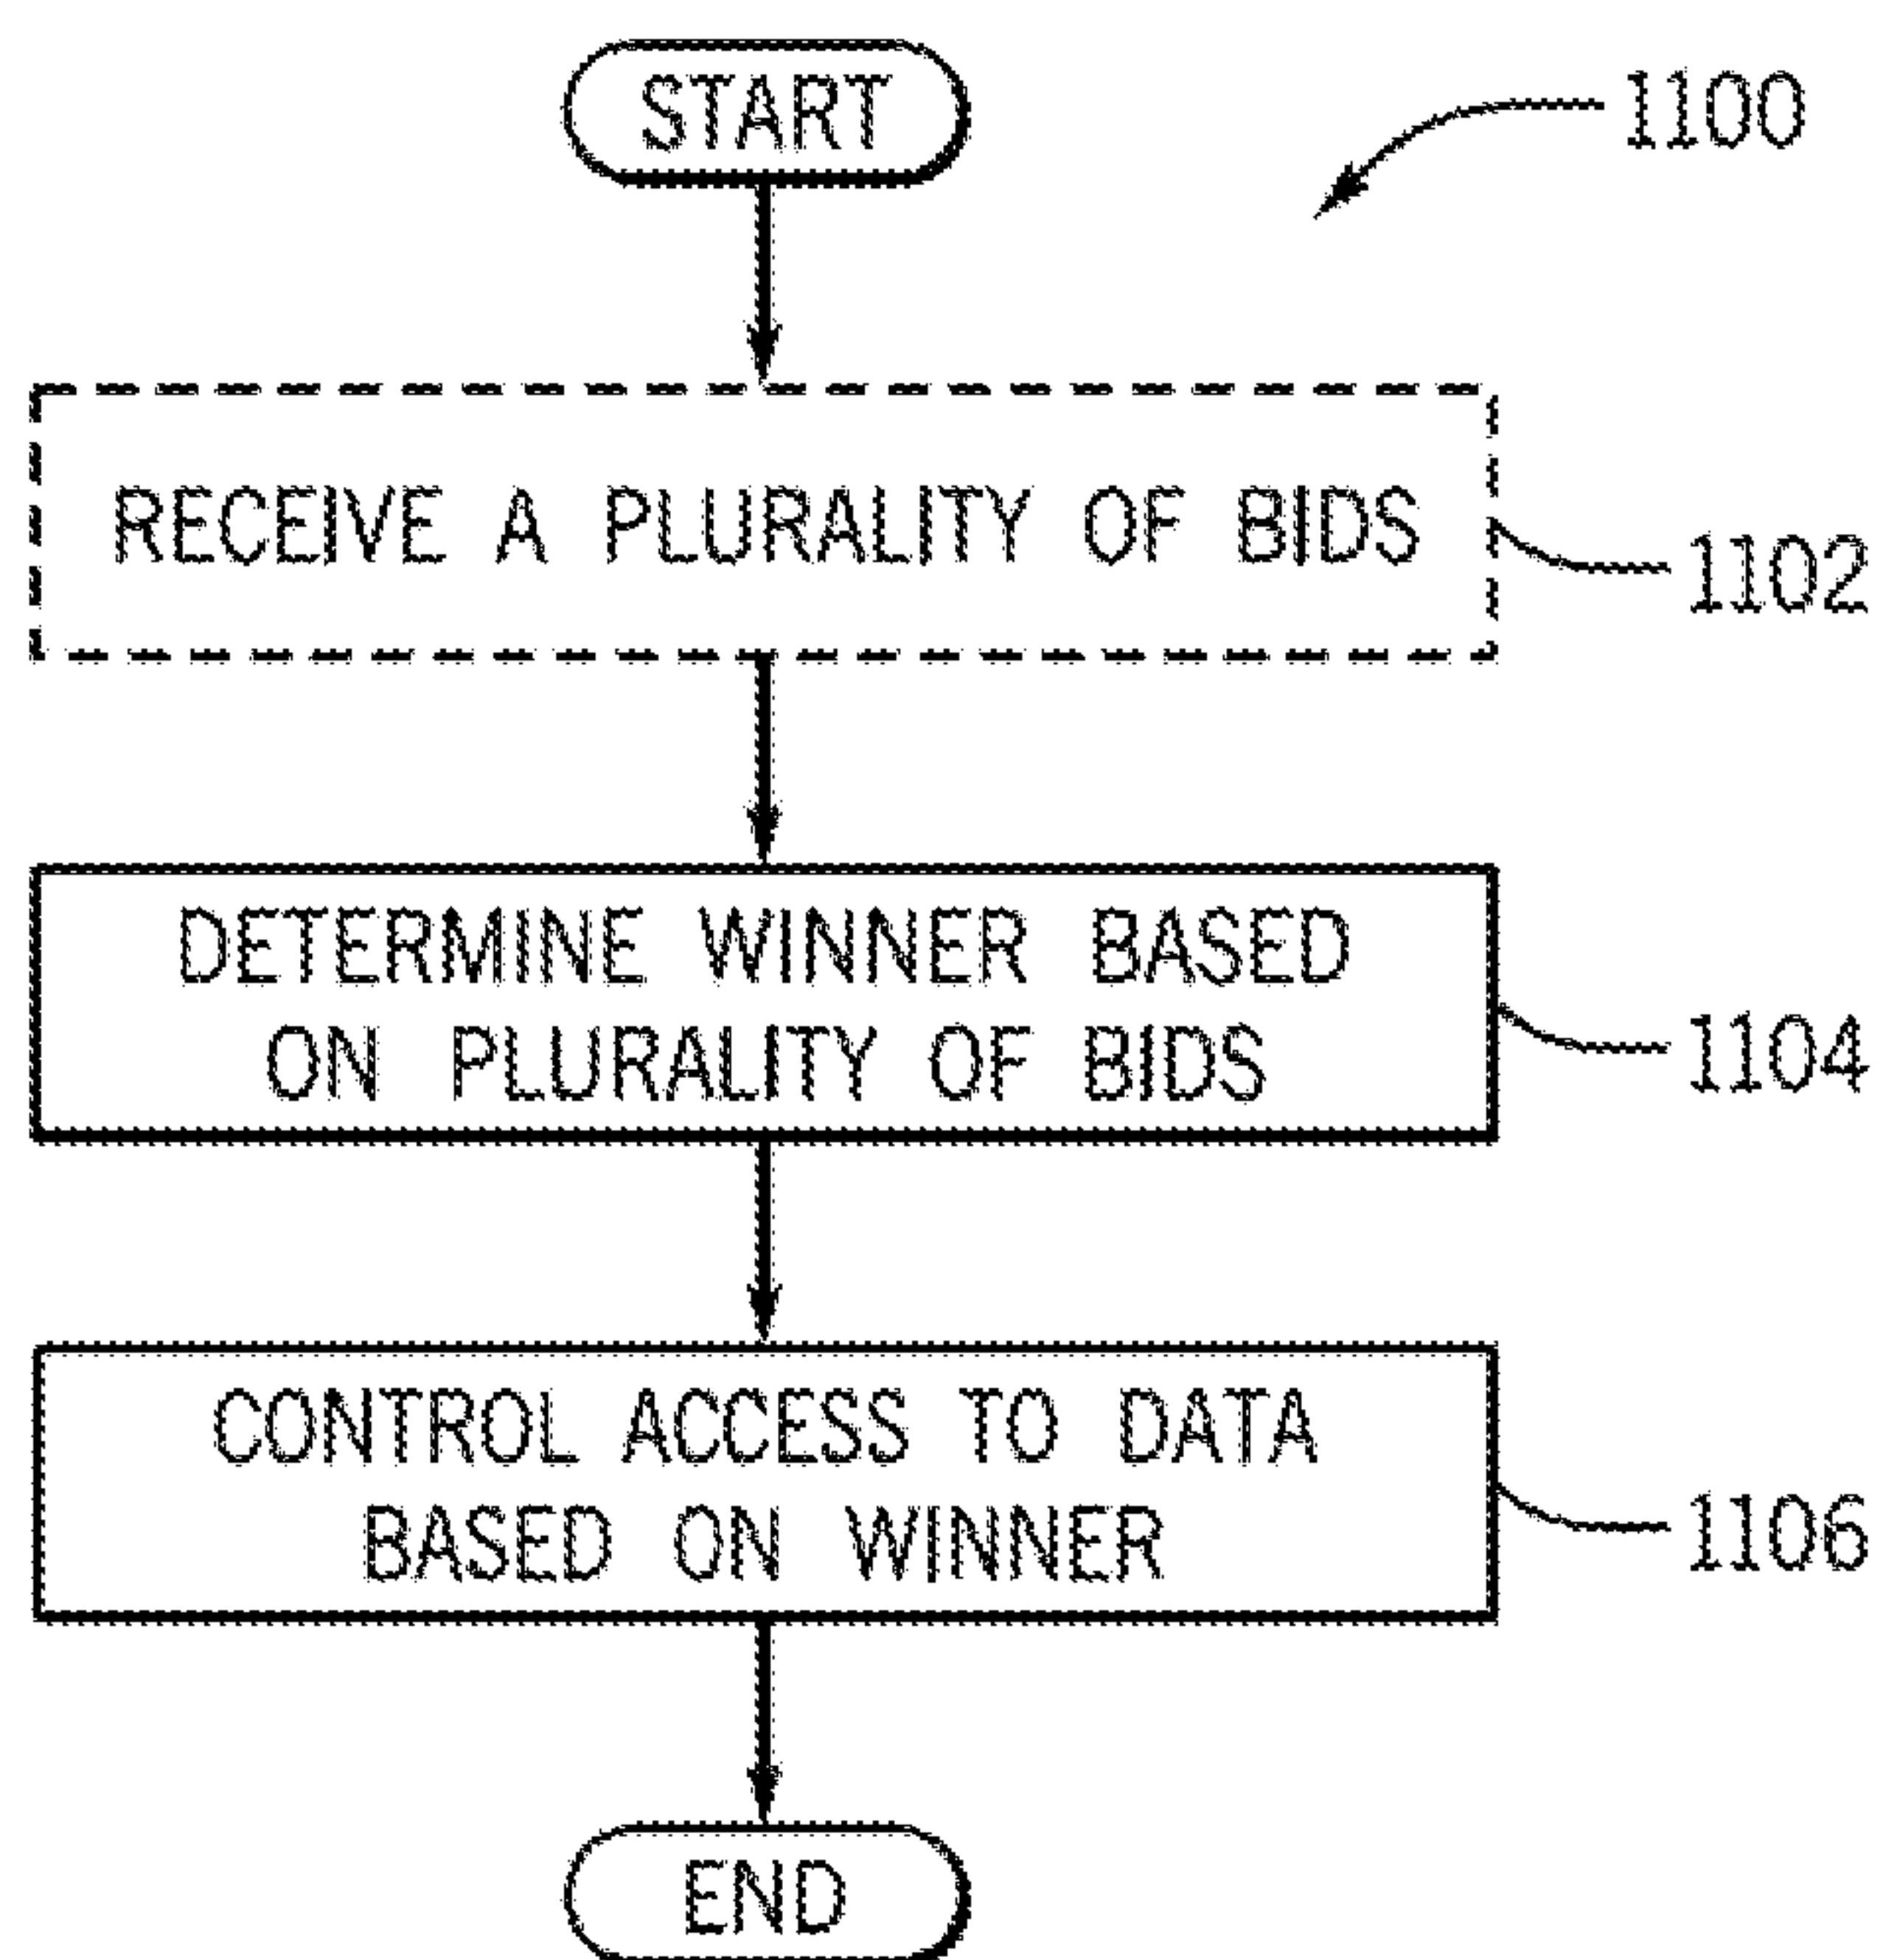 START
1100
RECEIVE A PLURALITY OF BIDS
1102
DETERMINE WINNER BASED
ON PLURALITY OF BIDS
1104
CONTROL ACCESS TO DATA
BASED ON WINNER
1106
END